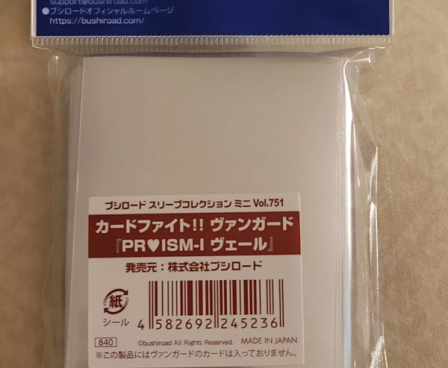 support@bushiroad.com
●ブシロードオフィシャルホームページ
https://bushiroad.com/
ブシロード スリーブコレクション ミニ Vol.751
カードファイト!! ヴァンガード
『PR♥ISM-I ヴェール』
発売元：株式会社ブシロード
紙
シール
4 582692 245236
840
©bushiroad All Rights Reserved. MADE IN JAPAN
※この製品にはヴァンガードのカードは入っておりません。